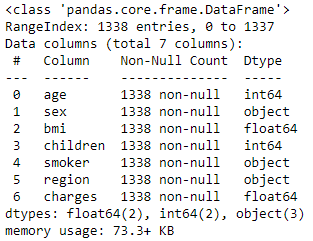 <class 'pandas.core.frame.DataFrame'>
RangeIndex: 1338 entries, 0 to 1337
Data columns (total 7 columns):
 #   Column    Non-Null Count  Dtype
---  ------    --------------  -----
 0   age       1338 non-null   int64
 1   sex       1338 non-null   object
 2   bmi       1338 non-null   float64
 3   children  1338 non-null   int64
 4   smoker    1338 non-null   object
 5   region    1338 non-null   object
 6   charges   1338 non-null   float64
dtypes: float64(2), int64(2), object(3)
memory usage: 73.3+ KB